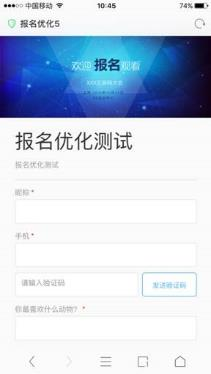 中国移动
10:45
报名优化5
欢迎 报名 观看
报名优化测试
报名优化测试
昵称 *
手机 *
请输入验证码
发送验证码
你最喜欢什么动物？ *